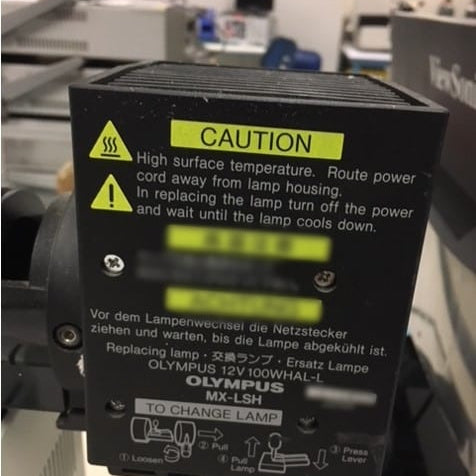 ViewSonic
CAUTION
High surface temperature. Route power
cord away from lamp housing.
In replacing the lamp turn off the power
and wait until the lamp cools down.
Vor dem Lampenwechsel die Netzstecker
ziehen und warten, bis die Lampe abgekühlt ist.
Replacing lamp・交換ランプ・Ersatz Lampe
OLYMPUS 12V100WHAL-L
OLYMPUS
MX-LSH
TO CHANGE LAMP
① Loosen
② Pull
③ Press
Lever
④ Pull
Lamp